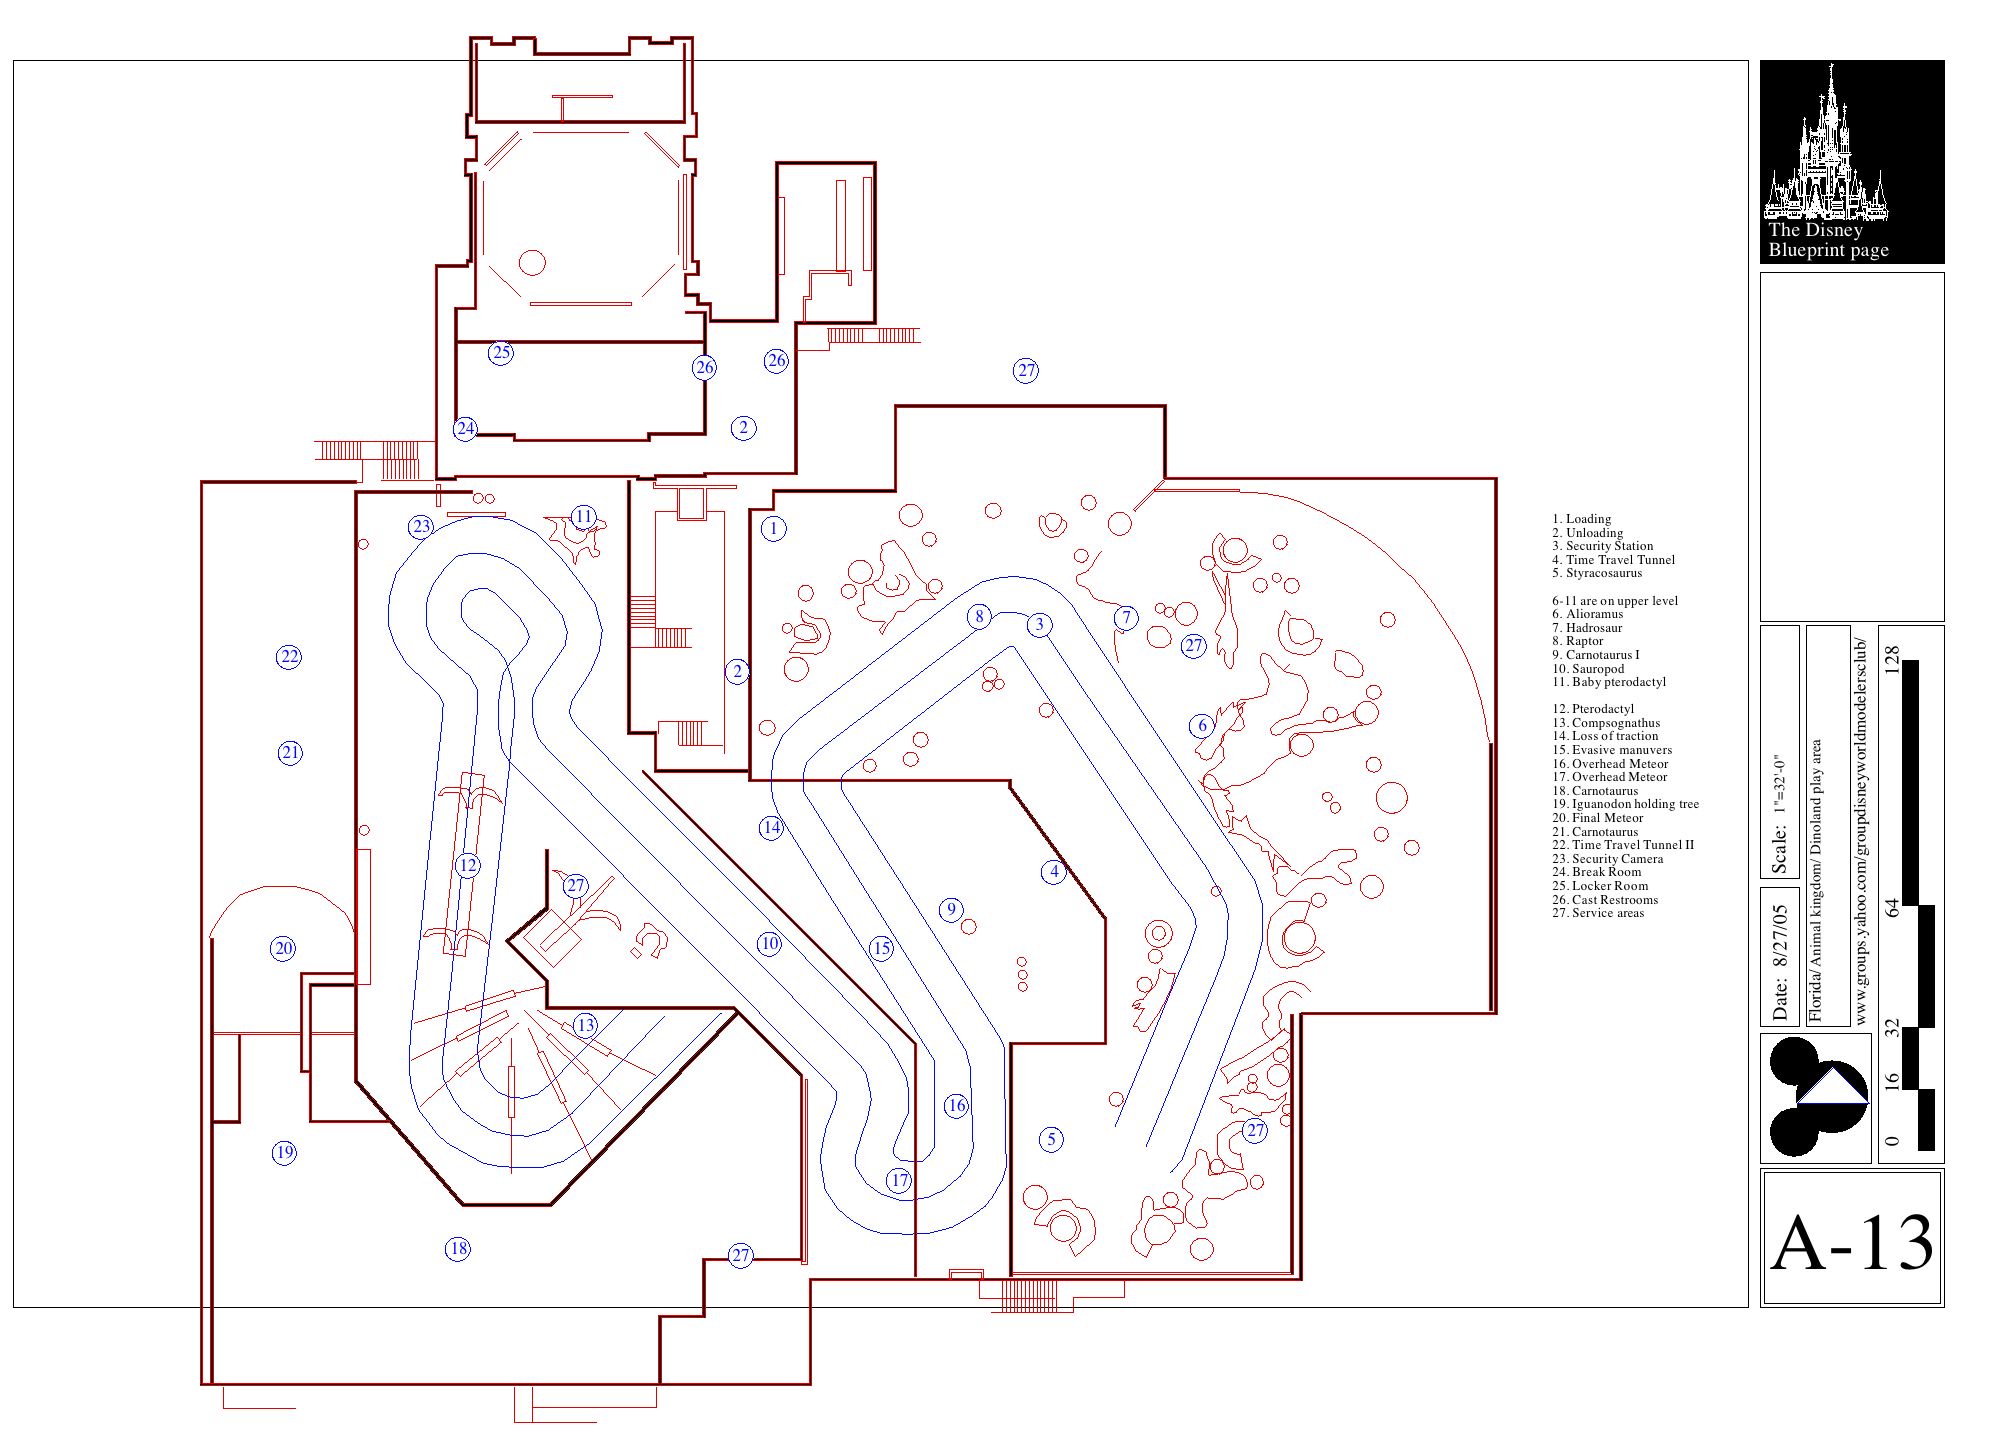 25
26
26
27
24
2
23
11
1
8
3
7
27
22
2
6
21
14
12
27
4
9
20
10
15
13
16
19
5
27
17
18
27
1. Loading
2. Unloading
3. Security Station
4. Time Travel Tunnel
5. Styracosaurus
6-11 are on upper level
6. Alioramus
7. Hadrosaur
8. Raptor
9. Carnotaurus I
10. Sauropod
11. Baby pterodactyl
12. Pterodactyl
13. Compsognathus
14. Loss of traction
15. Evasive manuvers
16. Overhead Meteor
17. Overhead Meteor
18. Carnotaurus
19. Iguanodon holding tree
20. Final Meteor
21. Carnotaurus
22. Time Travel Tunnel II
23. Security Camera
24. Break Room
25. Locker Room
26. Cast Restrooms
27. Service areas
The Disney
Blueprint page
Scale: 1"=32'-0"
Date: 8/27/05
Florida/ Animal kingdom/ Dinoland play area
www.groups.yahoo.com/groupdisneyworldmodelersclub/
0 16 32 64 128
A-13